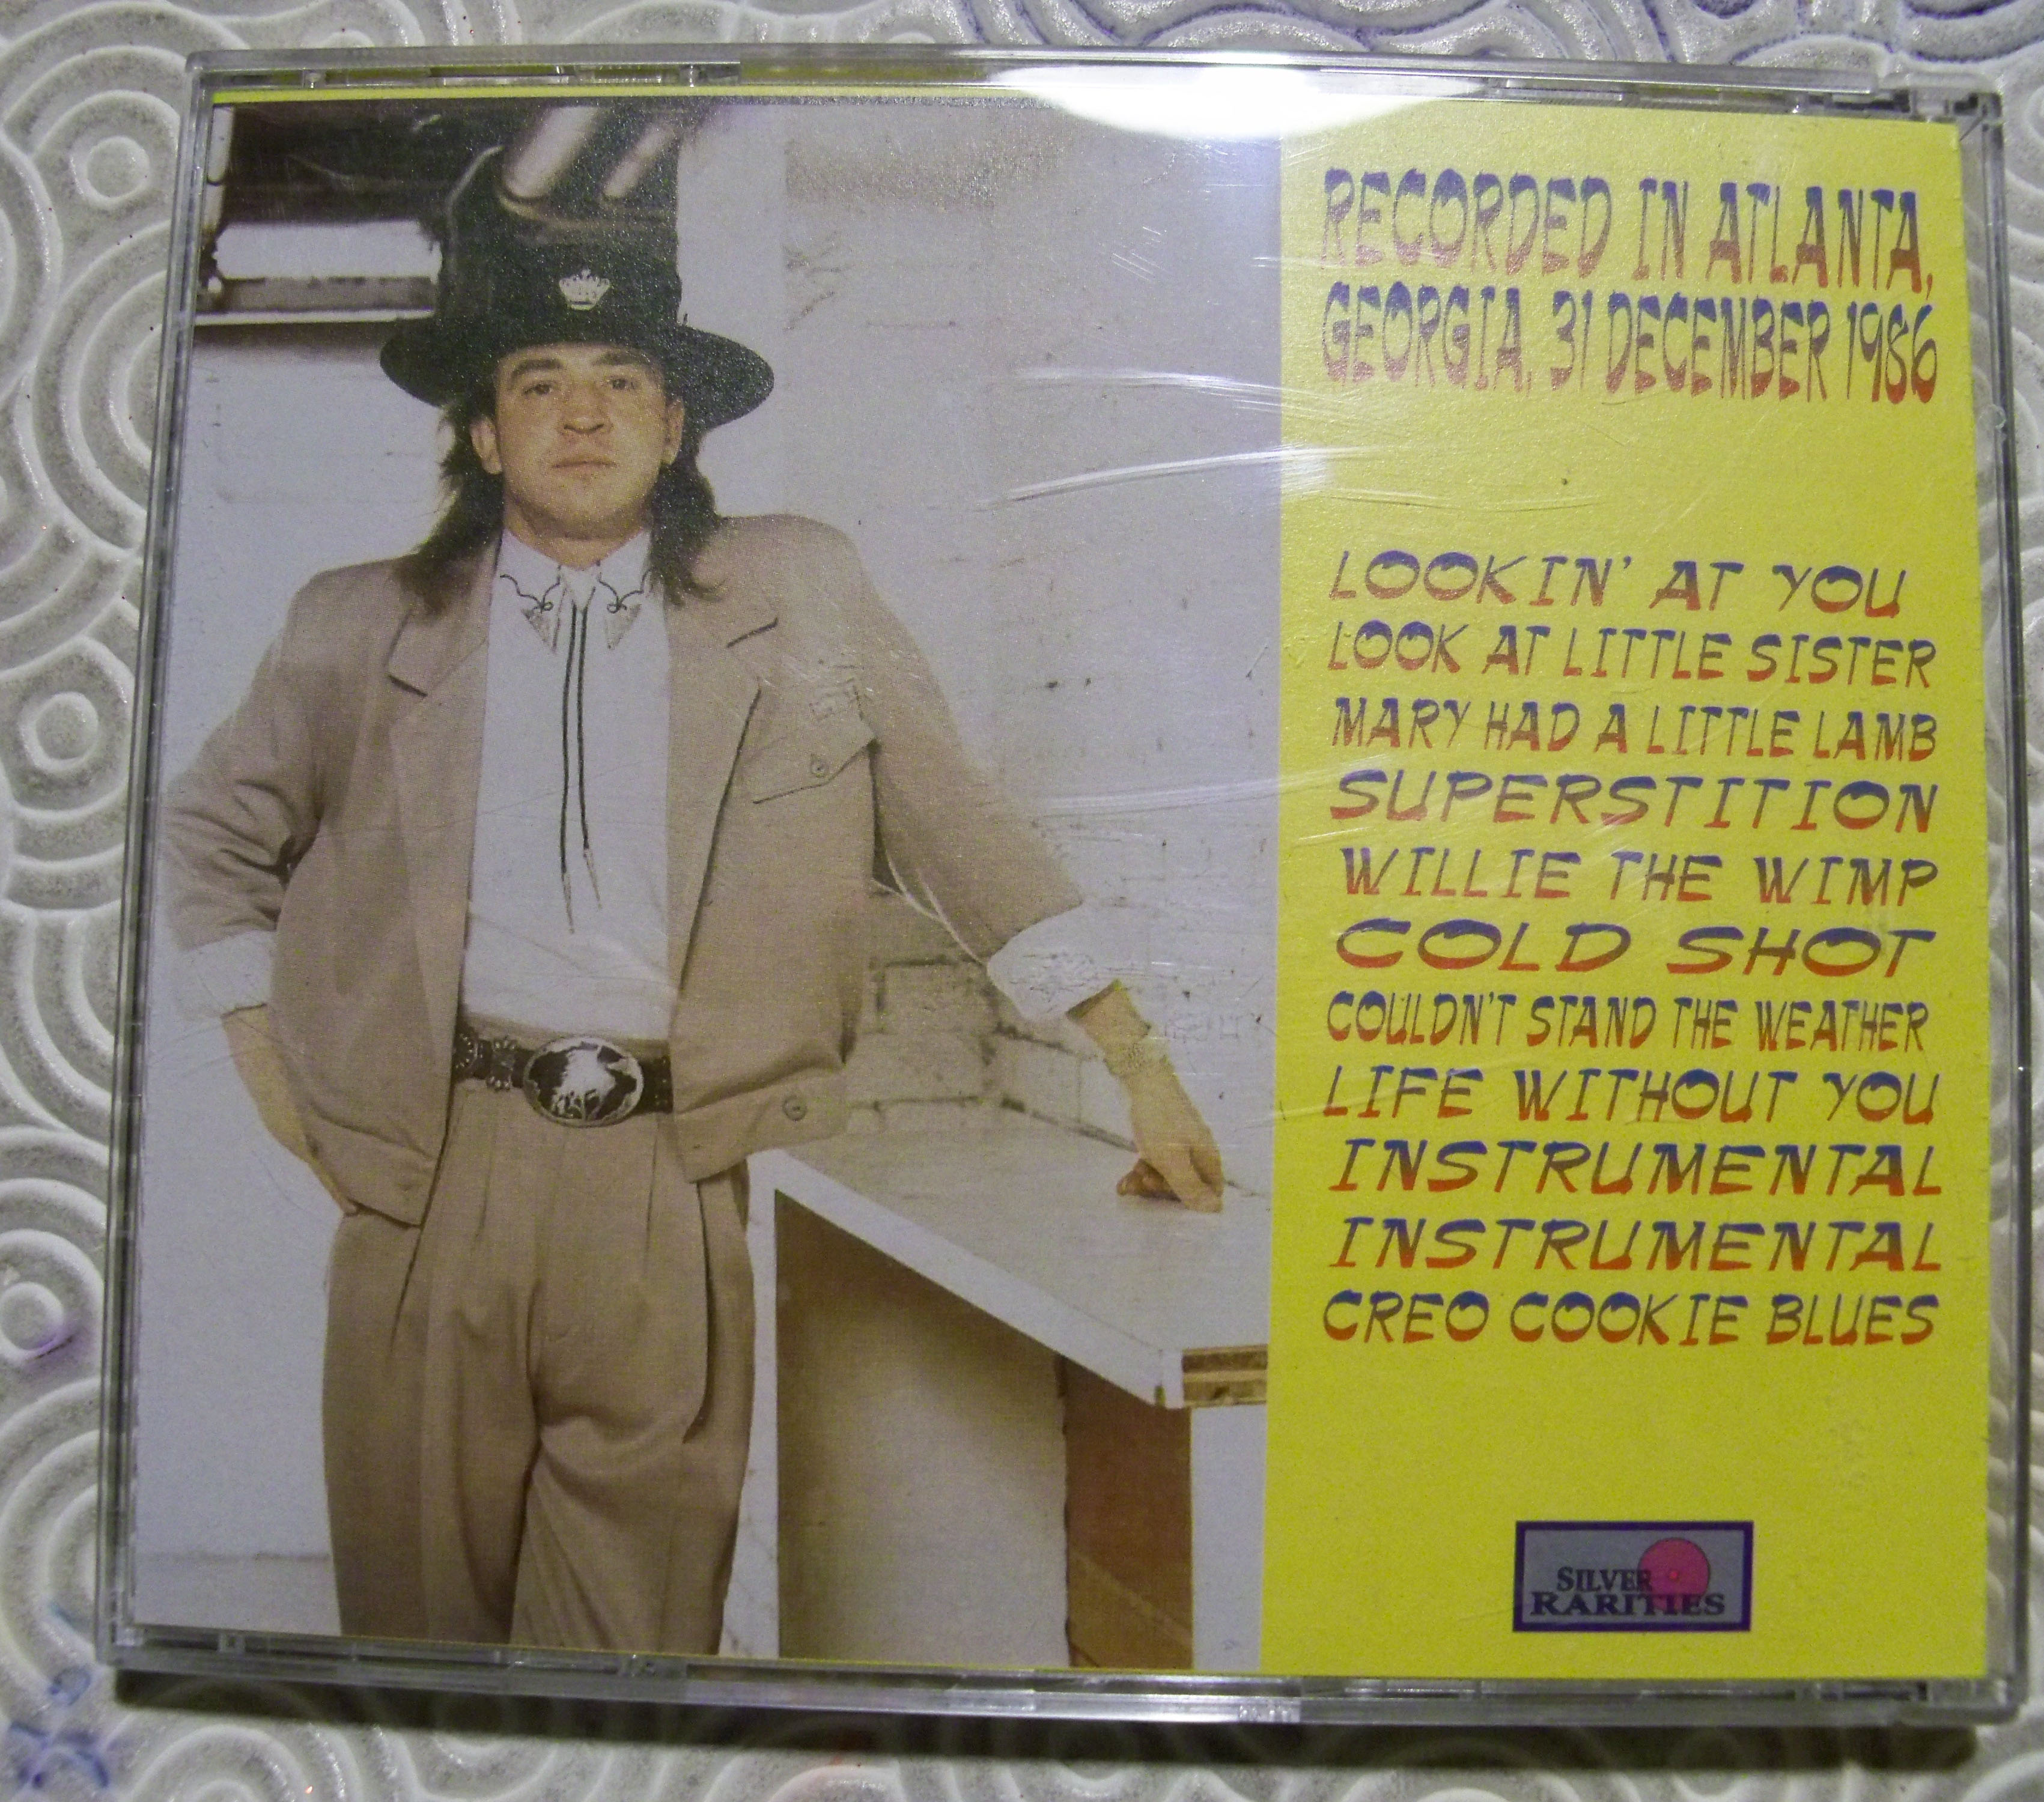 RECORDED IN ATLANTA,
GEORGIA, 31 DECEMBER 1986
LOOKIN' AT YOU
LOOK AT LITTLE SISTER
MARY HAD A LITTLE LAMB
SUPERSTITION
WILLIE THE WIMP
COLD SHOT
COULDN'T STAND THE WEATHER
LIFE WITHOUT YOU
INSTRUMENTAL
INSTRUMENTAL
CREO COOKIE BLUES
SILVER
RARITIES